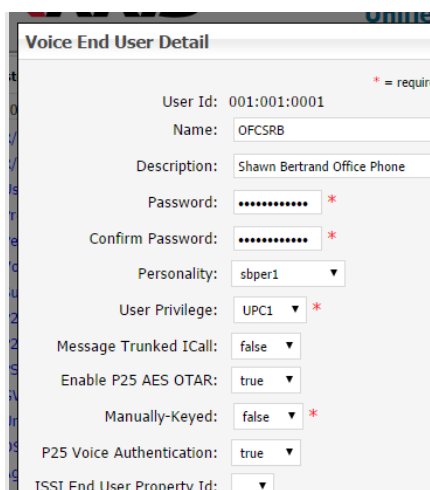 Voice End User Detail
* = requir
User Id: 001:001:0001
Name: OFCSRB
Description: Shawn Bertrand Office Phone
Password: •••••••••••• *
Confirm Password: •••••••••••• *
Personality: sbper1
User Privilege: UPC1 *
Message Trunked ICall: false
Enable P25 AES OTAR: true
Manually-Keyed: false *
P25 Voice Authentication: true
ISSI End User Property Id: